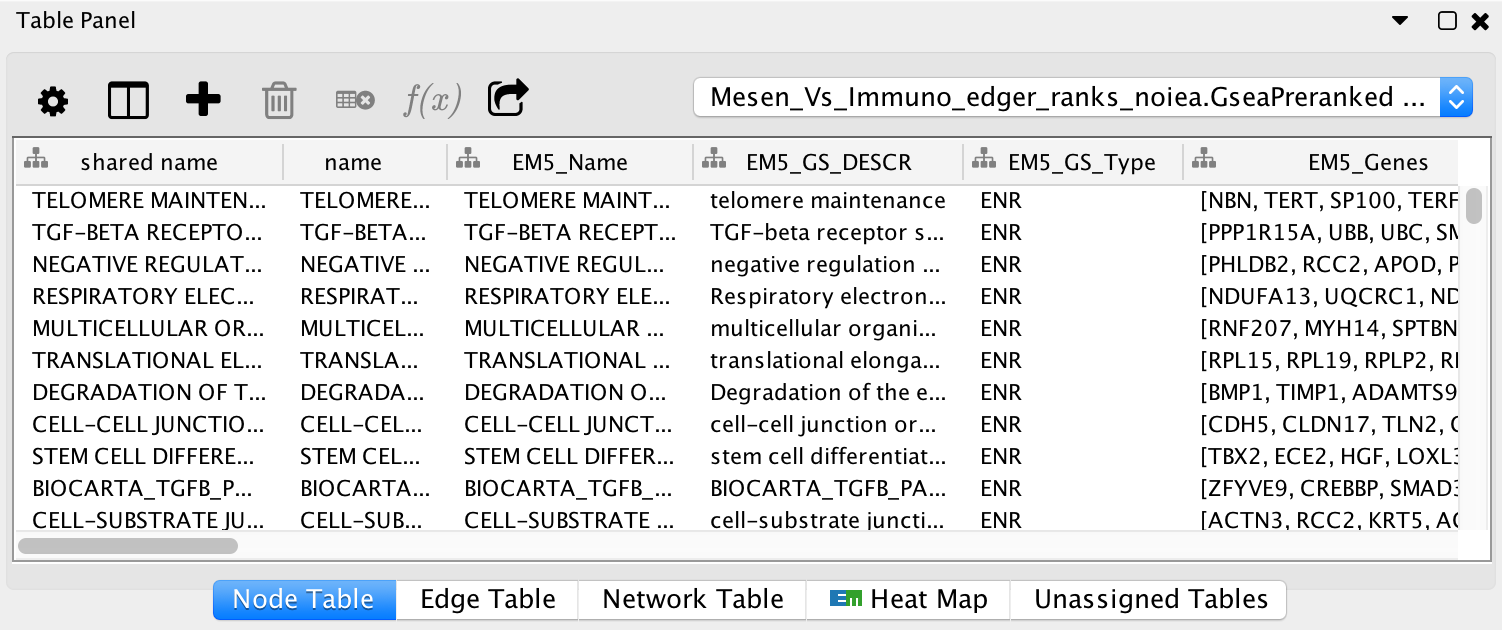 Table Panel
f(x) Mesen_Vs_Immuno_edger_ranks_noiea.GseaPreranked ...
shared name name EM5_Name EM5_GS_DESCR EM5_GS_Type EM5_Genes
TELOMERE MAINTEN... TELOMERE... TELOMERE MAINT... telomere maintenance ENR [NBN, TERT, SP100, TERF
TGF-BETA RECEPTO... TGF-BETA... TGF-BETA RECEPT... TGF-beta receptor s... ENR [PPP1R15A, UBB, UBC, SM
NEGATIVE REGULAT... NEGATIVE ... NEGATIVE REGUL... negative regulation ... ENR [PHLDB2, RCC2, APOD, P
RESPIRATORY ELEC... RESPIRAT... RESPIRATORY ELE... Respiratory electron... ENR [NDUFA13, UQCRC1, ND
MULTICELLULAR OR... MULTICEL... MULTICELLULAR ... multicellular organi... ENR [RNF207, MYH14, SPTBN
TRANSLATIONAL EL... TRANSLA... TRANSLATIONAL ... translational elonga... ENR [RPL15, RPL19, RPLP2, 
DEGRADATION OF T... DEGRADA... DEGRADATION O... Degradation of the e... ENR [BMP1, TIMP1, ADAMTS9
CELL-CELL JUNCTIO... CELL-CEL... CELL-CELL JUNCT... cell-cell junction or... ENR [CDH5, CLDN17, TLN2,
STEM CELL DIFFERE... STEM CEL... STEM CELL DIFFER... stem cell differentiat... ENR [TBX2, ECE2, HGF, LOXL3
BIOCARTA_TGFB_P... BIOCARTA... BIOCARTA_TGFB_... BIOCARTA_TGFB_PA... ENR [ZFYVE9, CREBBP, SMAD3
CELL-SUBSTRATE JU... CELL-SUB... CELL-SUBSTRATE ... cell-substrate juncti... ENR [ACTN3, RCC2, KRT5,
Node Table Edge Table Network Table EM Heat Map Unassigned Tables